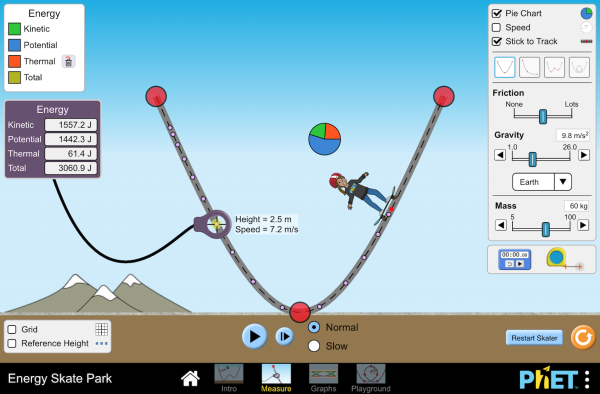 Energy
Kinetic
Potential
Thermal
Total
Energy
Kinetic 1557.2 J
Potential 1442.3 J
Thermal 61.4 J
Total 3060.9 J
Height = 2.5 m
Speed = 7.2 m/s
Pie Chart
Speed
Stick to Track
Friction
None Lots
Gravity 9.8 m/s²
1.0 26.0
Earth
Mass 60 kg
5 100
00:00.00
Grid
Reference Height
Normal
Slow
Restart Skater
Energy Skate Park
Intro
Measure
Graphs
Playground
PhET